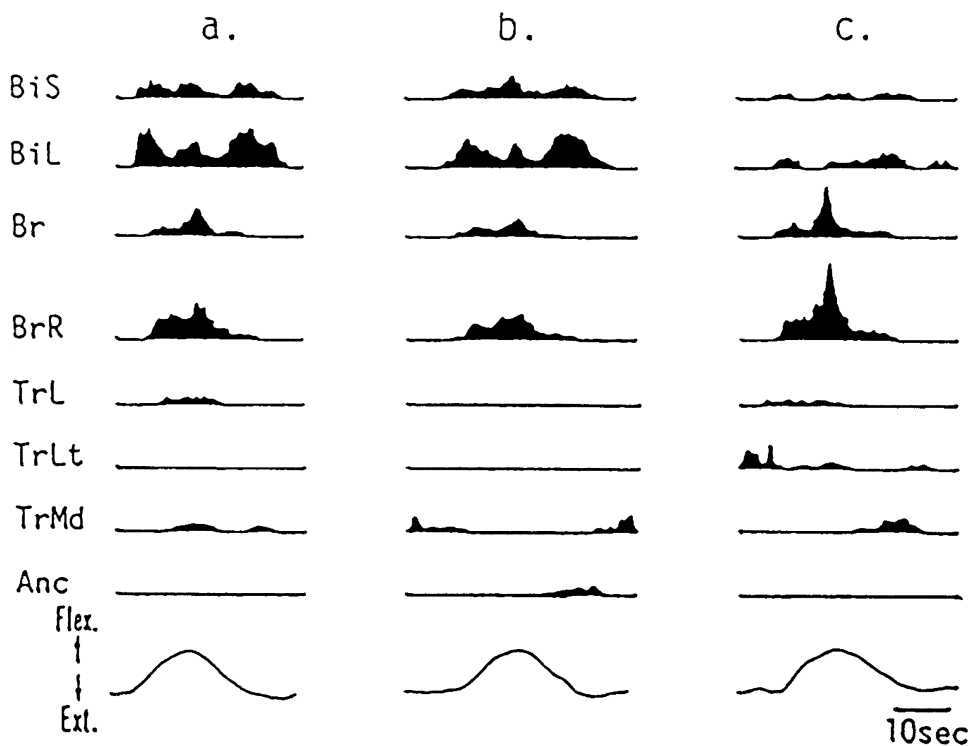 a. b. c.
BiS
BiL
Br
BrR
TrL
TrLt
TrMd
Anc
Flex.
Ext.
10sec